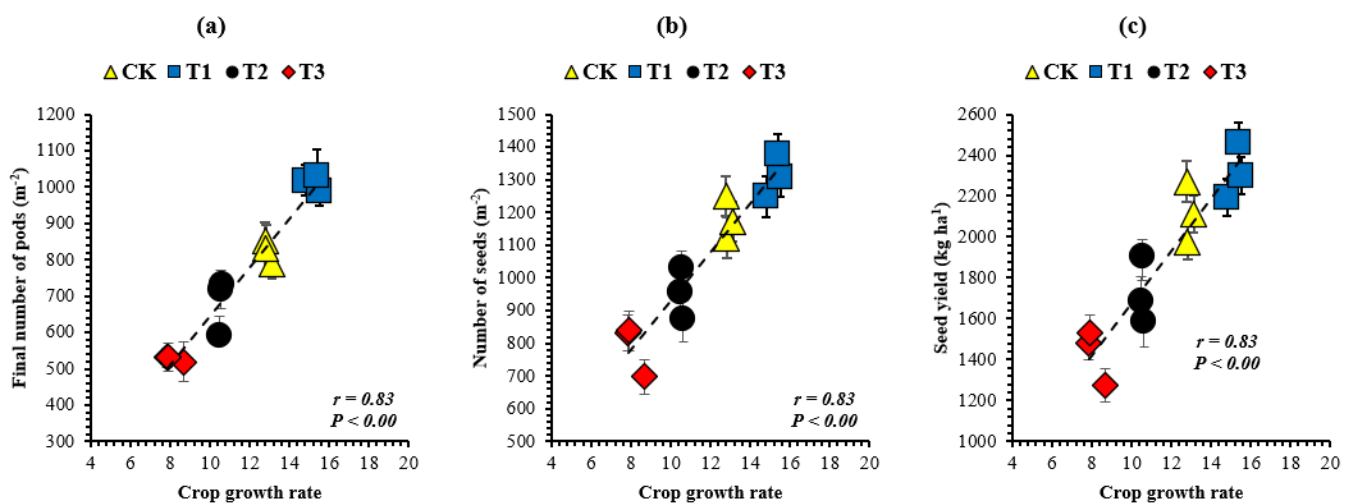 (a)
CK T1 T2 T3
Final number of pods (m-2)
1200
1100
1000
900
800
700
600
500
400
300
r = 0.83
P < 0.00
4 6 8 10 12 14 16 18 20
Crop growth rate
(b)
CK T1 T2 T3
Number of seeds (m-2)
1500
1400
1300
1200
1100
1000
900
800
700
600
500
r = 0.83
P < 0.00
4 6 8 10 12 14 16 18 20
Crop growth rate
(c)
CK T1 T2 T3
Seed yield (kg ha1)
2600
2400
2200
2000
1800
1600
1400
1200
1000
r = 0.83
P < 0.00
4 6 8 10 12 14 16 18 20
Crop growth rate